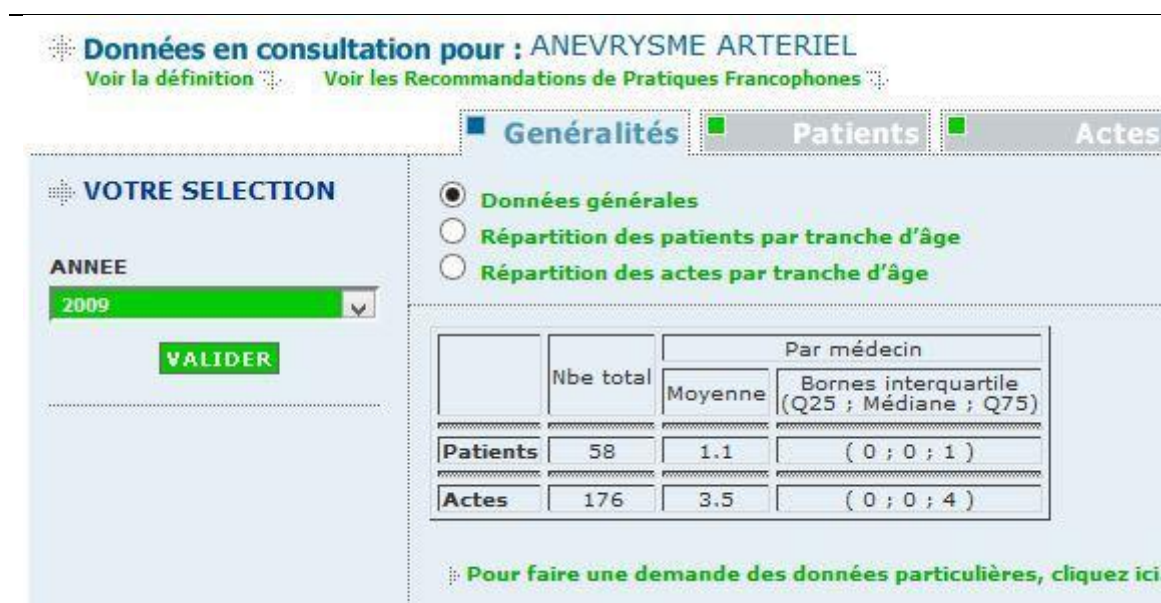 Données en consultation pour : ANEVRYSME ARTERIEL
Voir la définition Voir les Recommandations de Pratiques Francophones
Genéralités Patients Actes
VOTRE SELECTION
ANNEE
2009
VALIDER
Données générales
Répartition des patients par tranche d'âge
Répartition des actes par tranche d'âge
Par médecin
Nbe total Moyenne Bornes interquartile
(Q25 ; Médiane ; Q75)
Patients 58 1.1 ( 0 ; 0 ; 1 )
Actes 176 3.5 ( 0 ; 0 ; 4 )
Pour faire une demande des données particulières, cliquez ici